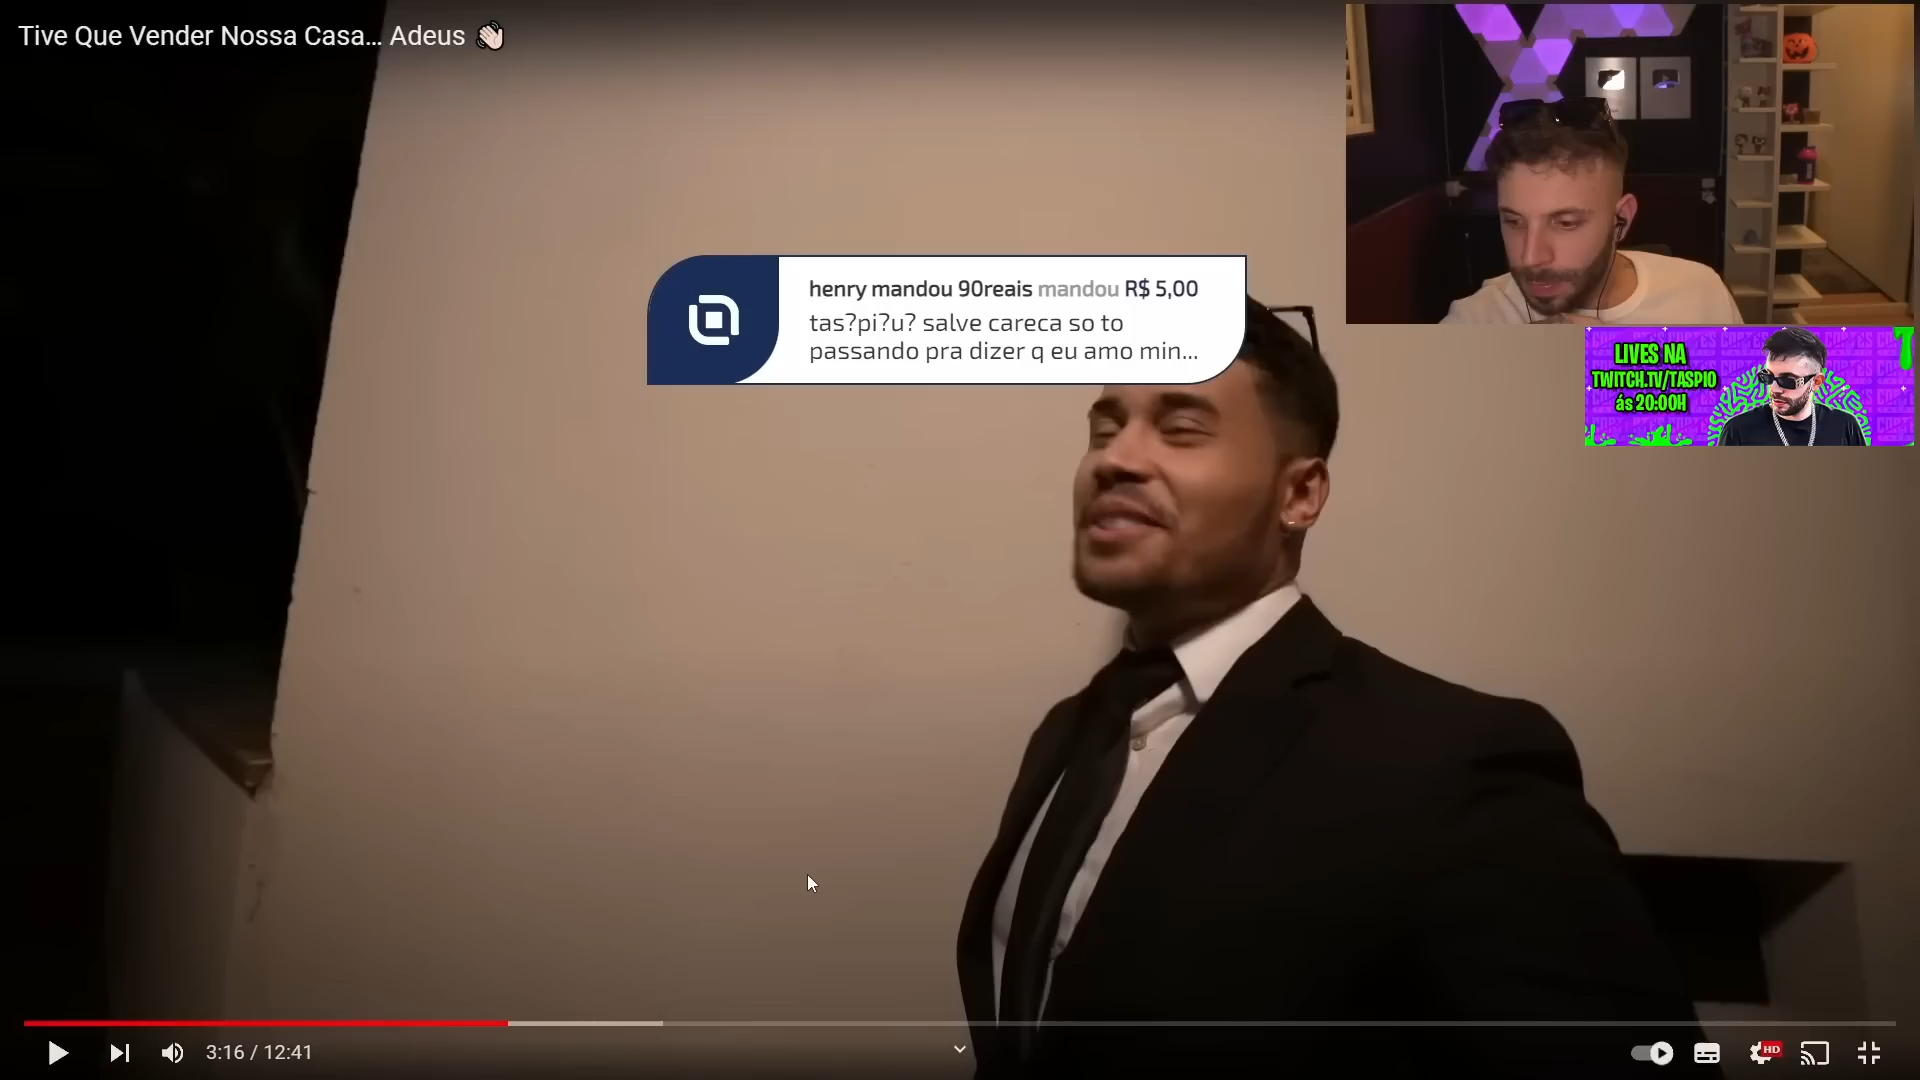 Tive Que Vender Nossa Casa... Adeus 👋🏻
henry mandou 90reais mandou R$ 5,00
tas?pi?u? salve careca so to
passando pra dizer q eu amo min...
LIVES NA
TWITCH.TV/TASPIO
ás 20:00H
3:16 / 12:41
HD